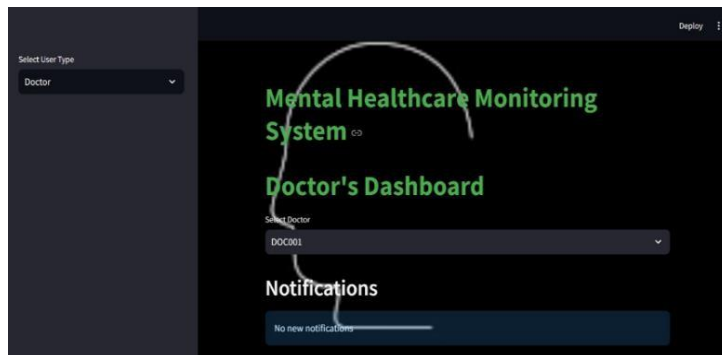 Deploy
Select User Type
Doctor
Mental Healthcare Monitoring
System
Doctor's Dashboard
Select Doctor
DOC001
Notifications
No new notifications